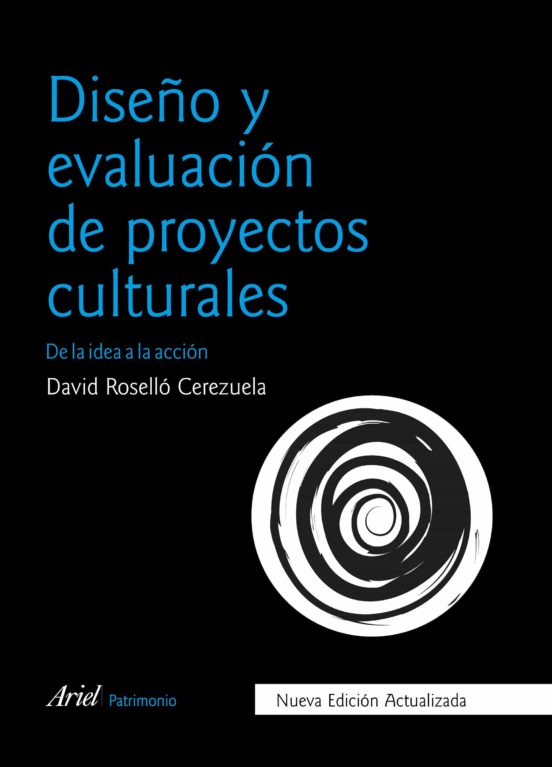 Diseño y
evaluación
de proyectos
culturales
De la idea a la acción
David Roselló Cerezuela
Ariel Patrimonio
Nueva Edición Actualizada